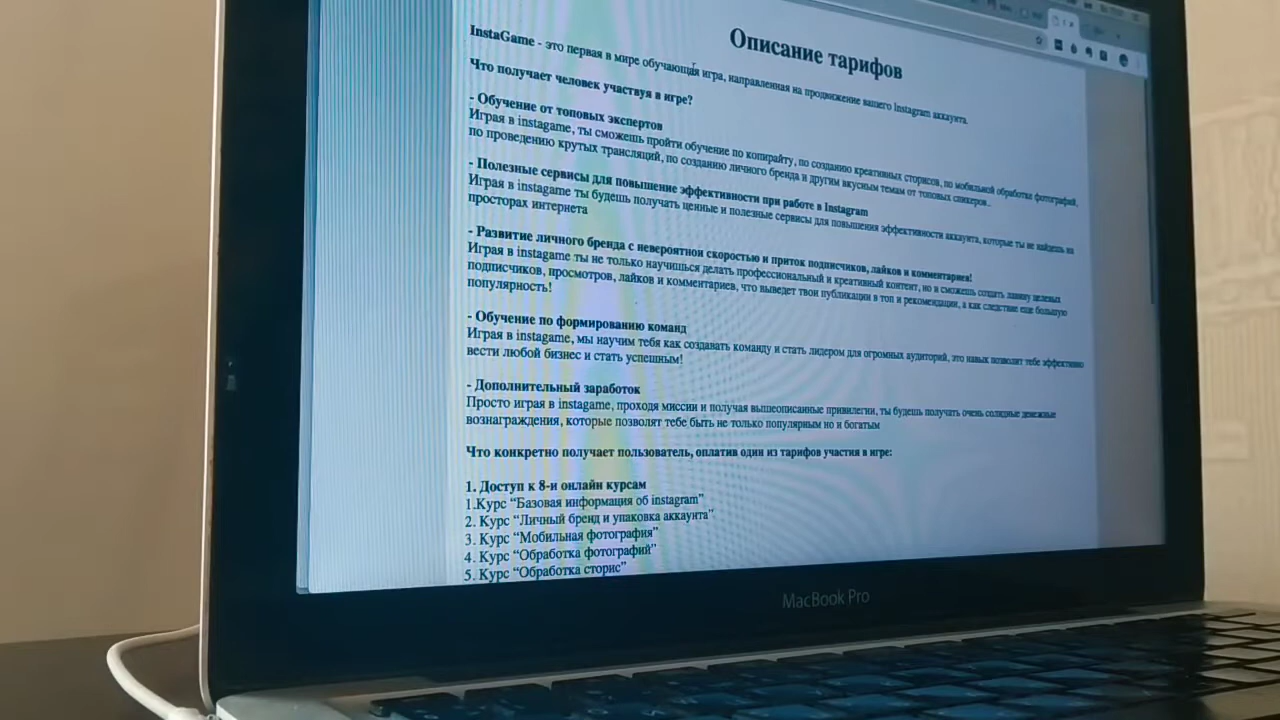 Описание тарифов
InstaGame - это первая в мире обучающая игра, направленная на продвижение вашего Instagram аккаунта.
Что получает человек участвуя в игре?
- Обучение от топовых экспертов
Играя в instagame, ты сможешь пройти обучение по копирайту, по созданию креативных сторисов, по мобильной обработке фотографий,
по проведению крутых трансляций, по созданию личного бренда и другим вкусным темам от топовых спикеров..
- Полезные сервисы для повышение эффективности при работе в Instagram
Играя в instagame ты будешь получать ценные и полезные сервисы для повышения эффективности аккаунта, которые ты не найдешь на
просторах интернета
- Развитие личного бренда с невероятнои скоростью и приток подписчиков, лайков и комментариев!
Играя в instagame ты не только научишься делать профессиональный и креативный контент, но и сможешь создать лавину целевых
подписчиков, просмотров, лайков и комментариев, что выведет твои публикации в топ и рекомендации, а как следствие еще большую
популярность!
- Обучение по формированию команд
Играя в instagame, мы научим тебя как создавать команду и стать лидером для огромных аудиторий, это навык позволит тебе эффективно
вести любой бизнес и стать успешным!
- Дополнительный заработок
Просто играя в instagame, проходя миссии и получая вышеописанные привилегии, ты будешь получать очень солидные денежные
вознаграждения, которые позволят тебе быть не только популярным но и богатым
Что конкретно получает пользователь, оплатив один из тарифов участия в игре:
1. Доступ к 8-и онлайн курсам
1.Курс “Базовая информация об instagram”
2. Курс “Личный бренд и упаковка аккаунта”
3. Курс “Мобильная фотография”
4. Курс “Обработка фотографий”
5. Курс “Обработка сторис”
MacBook Pro